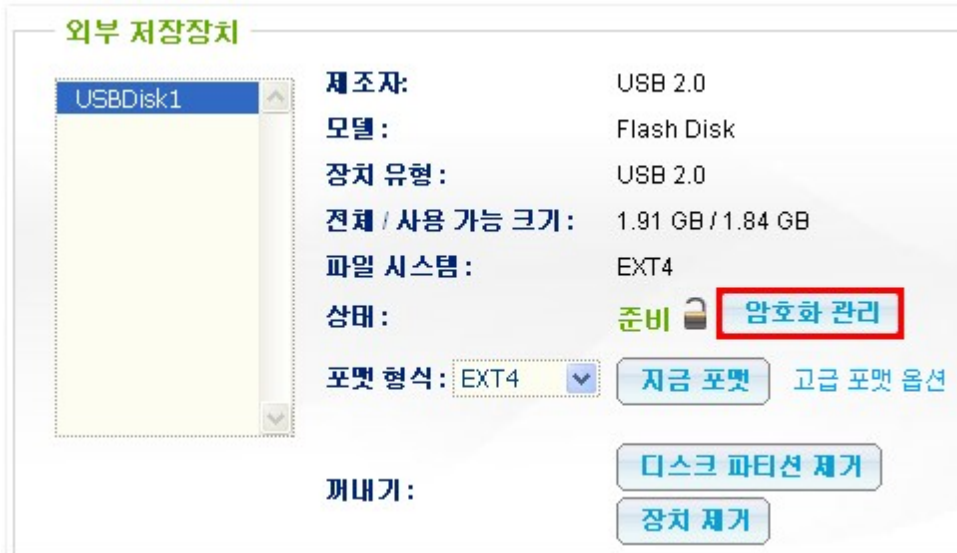 외부 저장장치
USBDisk1
제조자: USB 2.0
모델 : Flash Disk
장치 유형 : USB 2.0
전체 / 사용 가능 크기 : 1.91 GB / 1.84 GB
파일 시스템 : EXT4
상태 : 준비 암호화 관리
포맷 형식 : EXT4 지금 포맷 고급 포맷 옵션
꺼내기 : 디스크 파티션 제거
장치 제거